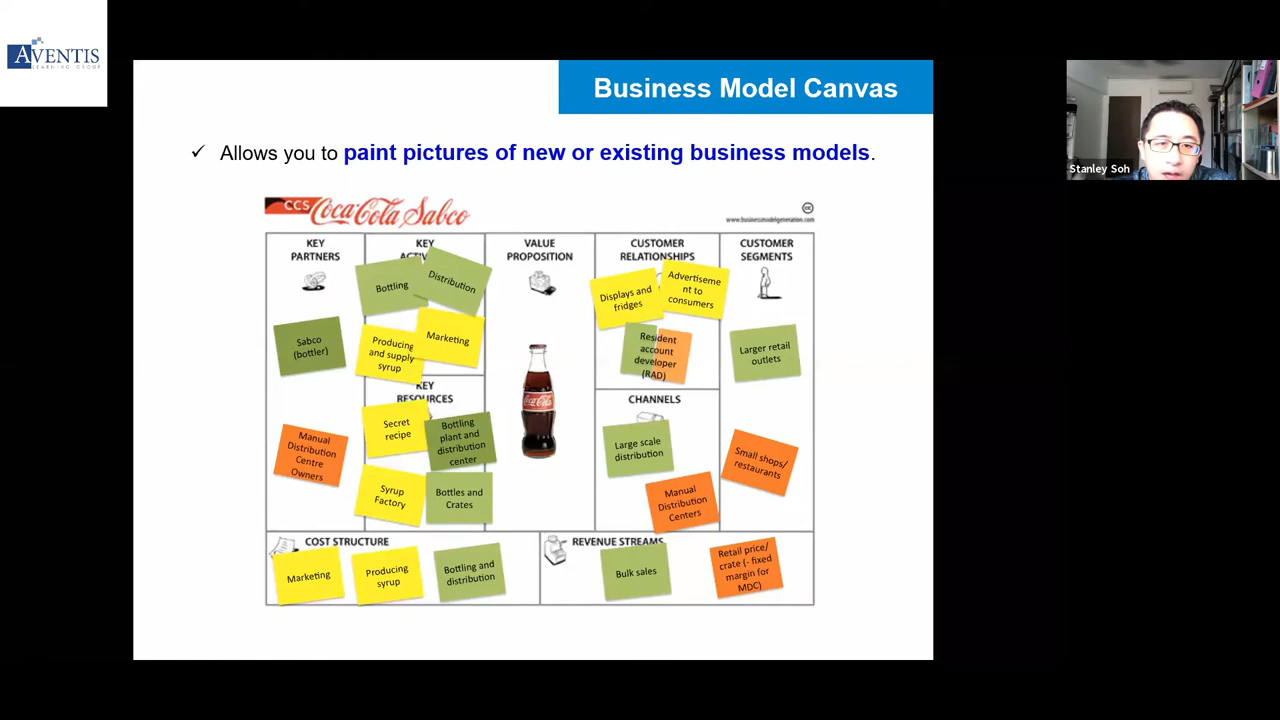 AVENTIS
LEARNING GROUP
Business Model Canvas
✓ Allows you to paint pictures of new or existing business models.
Stanley Soh
CCS Coca-Cola Sabco
cc
www.businessmodelgeneration.com
KEY
PARTNERS
Sabco
(bottler)
Manual
Distribution
Centre
Owners
KEY
Bottling
Distribution
Producing
and supply
syrup
Marketing
KEY
RESOURCES
Secret
recipe
Bottling
plant and
distribution
center
Syrup
Factory
Bottles and
Crates
VALUE
PROPOSITION
Coca-Cola
CUSTOMER
RELATIONSHIPS
Displays and
fridges
Advertiseme
nt to
consumers
Resident
account
developer
(RAD)
CHANNELS
Large scale
distribution
Manual
Distribution
Centers
CUSTOMER
SEGMENTS
Larger retail
outlets
Small shops/
restaurants
COST STRUCTURE
Marketing
Producing
syrup
Bottling and
distribution
REVENUE STREAMS
Bulk sales
Retail price/
crate (- fixed
margin for
MDC)